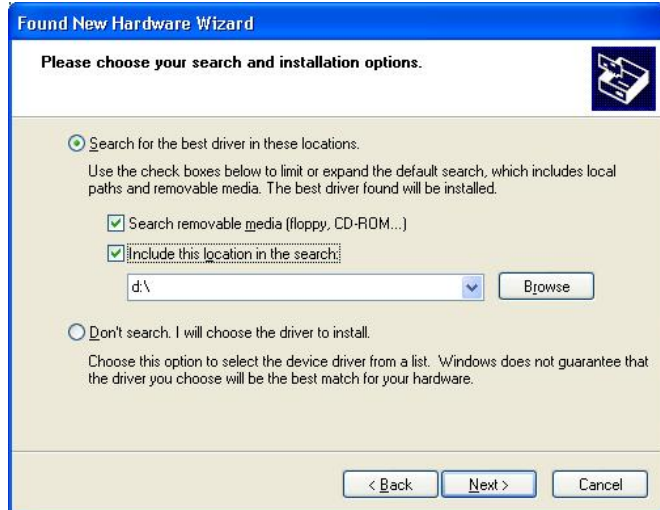 Found New Hardware Wizard
Please choose your search and installation options.
Search for the best driver in these locations.
Use the check boxes below to limit or expand the default search, which includes local
paths and removable media. The best driver found will be installed.
Search removable media (floppy, CD-ROM...)
Include this location in the search:
d:\
Browse
Don't search. I will choose the driver to install.
Choose this option to select the device driver from a list. Windows does not guarantee that
the driver you choose will be the best match for your hardware.
< Back Next > Cancel